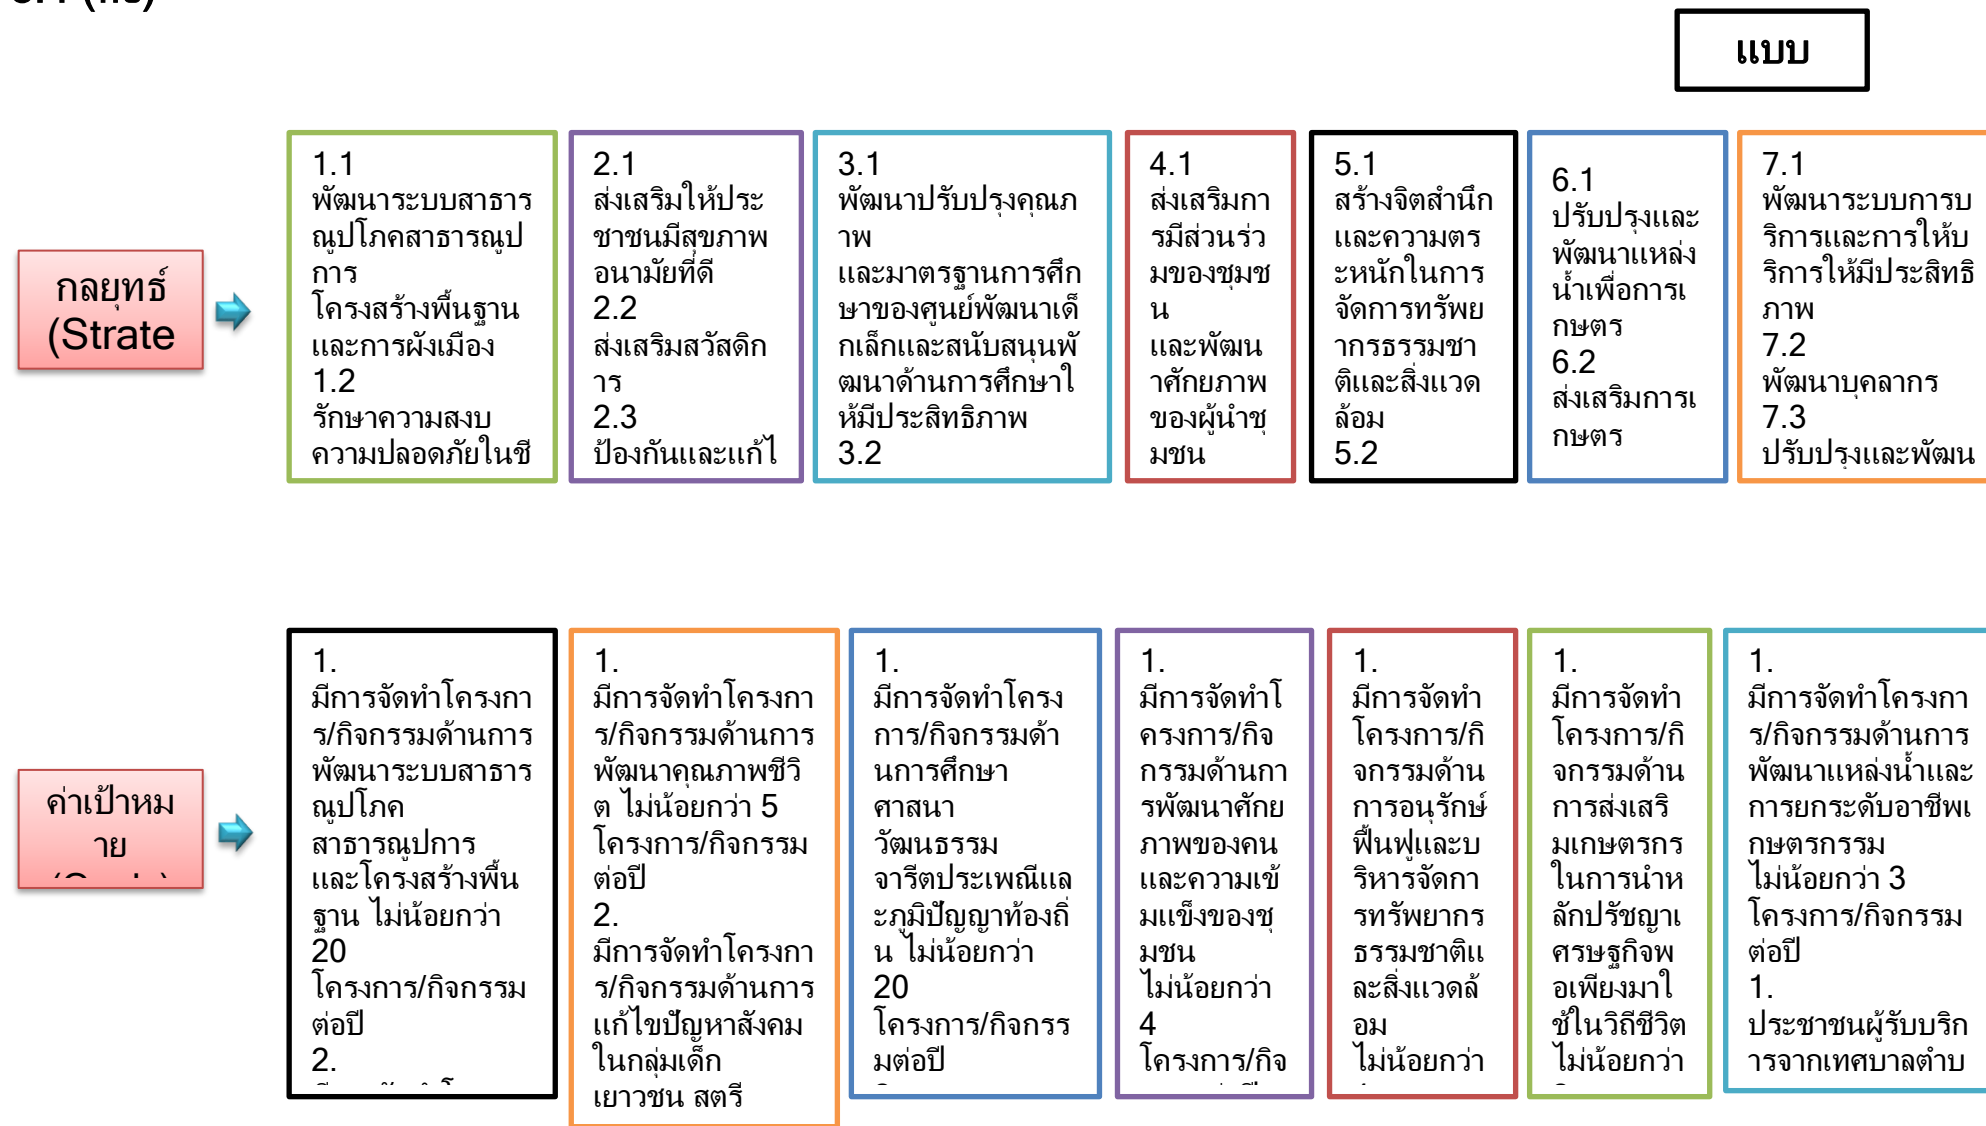 แบบ
กลยุทธ์
(Strate
1.1
พัฒนาระบบสาธาร
ณูปโภคสาธารณูป
การ
โครงสร้างพื้นฐาน
และการผังเมือง
1.2
รักษาความสงบ
ความปลอดภัยในชี
2.1
ส่งเสริมให้ประ
ชาชนมีสุขภาพ
อนามัยที่ดี
2.2
ส่งเสริมสวัสดิก
าร
2.3
ป้องกันและแก้ไ
3.1
พัฒนาปรับปรุงคุณภ
าพ
และมาตรฐานการศึก
ษาของศูนย์พัฒนาเด็
กเล็กและสนับสนุนพั
ฒนาด้านการศึกษาใ
ห้มีประสิทธิภาพ
3.2
4.1
ส่งเสริมกา
รมีส่วนร่ว
มของชุมช
น
และพัฒน
าศักยภาพ
ของผู้นำชุ
มชน
5.1
สร้างจิตสำนึก
และความตร
ะหนักในการ
จัดการทรัพย
ากรธรรมชา
ติและสิ่งแวด
ล้อม
5.2
6.1
ปรับปรุงและ
พัฒนาแหล่ง
น้ำเพื่อการเ
กษตร
6.2
ส่งเสริมการเ
กษตร
7.1
พัฒนาระบบการบ
ริการและการให้บ
ริการให้มีประสิทธิ
ภาพ
7.2
พัฒนาบุคลากร
7.3
ปรับปรุงและพัฒน
ค่าเป้าหม
าย
1.
มีการจัดทำโครงกา
ร/กิจกรรมด้านการ
พัฒนาระบบสาธาร
ณูปโภค
สาธารณูปการ
และโครงสร้างพื้น
ฐาน ไม่น้อยกว่า
20
โครงการ/กิจกรรม
ต่อปี
2.
1.
มีการจัดทำโครงกา
ร/กิจกรรมด้านการ
พัฒนาคุณภาพชีวิ
ต ไม่น้อยกว่า 5
โครงการ/กิจกรรม
ต่อปี
2.
มีการจัดทำโครงกา
ร/กิจกรรมด้านการ
แก้ไขปัญหาสังคม
ในกลุ่มเด็ก
เยาวชน สตรี
1.
มีการจัดทำโครง
การ/กิจกรรมด้า
นการศึกษา
ศาสนา
วัฒนธรรม
จารีตประเพณีแล
ะภูมิปัญญาท้องถิ่
น ไม่น้อยกว่า
20
โครงการ/กิจกรร
มต่อปี
1.
มีการจัดทำโ
ครงการ/กิจ
กรรมด้านกา
รพัฒนาศักย
ภาพของคน
และความเข้
มแข็งของชุ
มชน
ไม่น้อยกว่า
4
โครงการ/กิจ
1.
มีการจัดทำ
โครงการ/กิ
จกรรมด้าน
การอนุรักษ์
ฟื้นฟูและบ
ริหารจัดกา
รทรัพยากร
ธรรมชาติแ
ละสิ่งแวดล้
อม
ไม่น้อยกว่า
1.
มีการจัดทำ
โครงการ/กิ
จกรรมด้าน
การส่งเสริ
มเกษตรกร
ในการนำห
ลักปรัชญาเ
ศรษฐกิจพ
อเพียงมาใ
ช้ในวิถีชีวิต
ไม่น้อยกว่า
1.
มีการจัดทำโครงกา
ร/กิจกรรมด้านการ
พัฒนาแหล่งน้ำและ
การยกระดับอาชีพเ
กษตรกรรม
ไม่น้อยกว่า 3
โครงการ/กิจกรรม
ต่อปี
1.
ประชาชนผู้รับบริก
ารจากเทศบาลตำบ